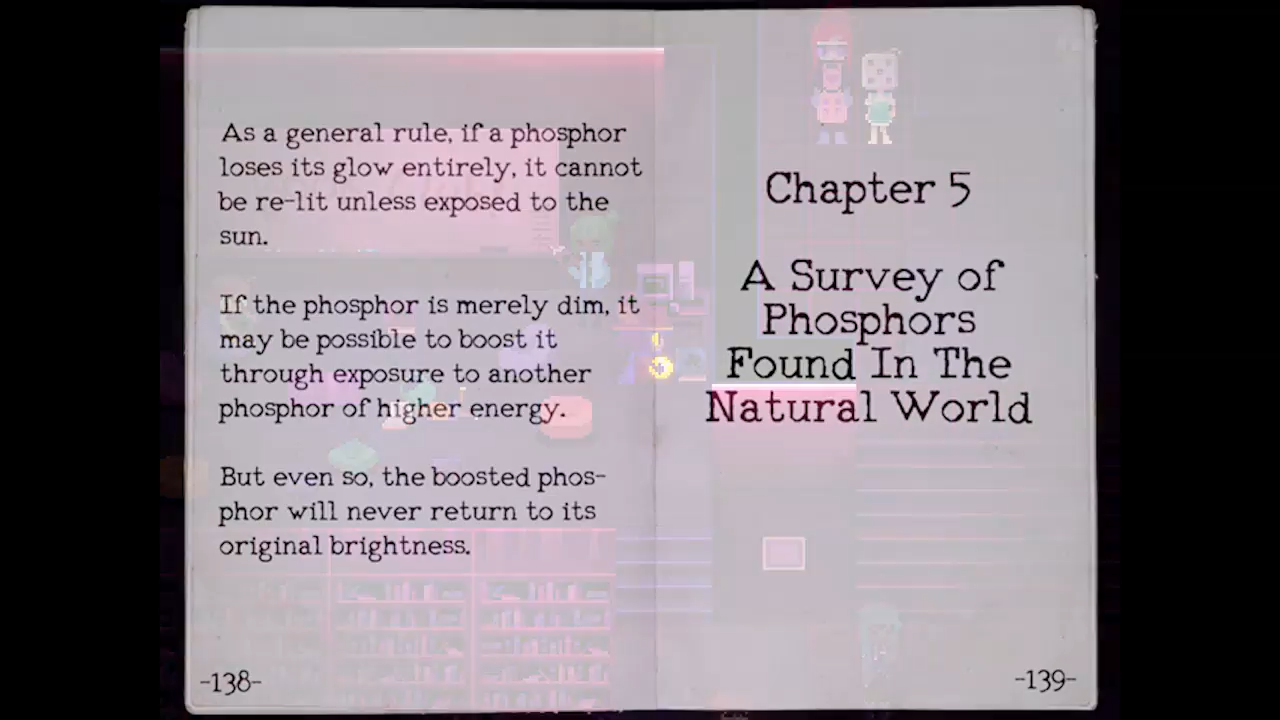 As a general rule, if a phosphor
loses its glow entirely, it cannot
be re-lit unless exposed to the
sun.
If the phosphor is merely dim, it
may be possible to boost it
through exposure to another
phosphor of higher energy.
But even so, the boosted phos-
phor will never return to its
original brightness.
-138-
Chapter 5
A Survey of
Phosphors
Found In The
Natural World
-139-